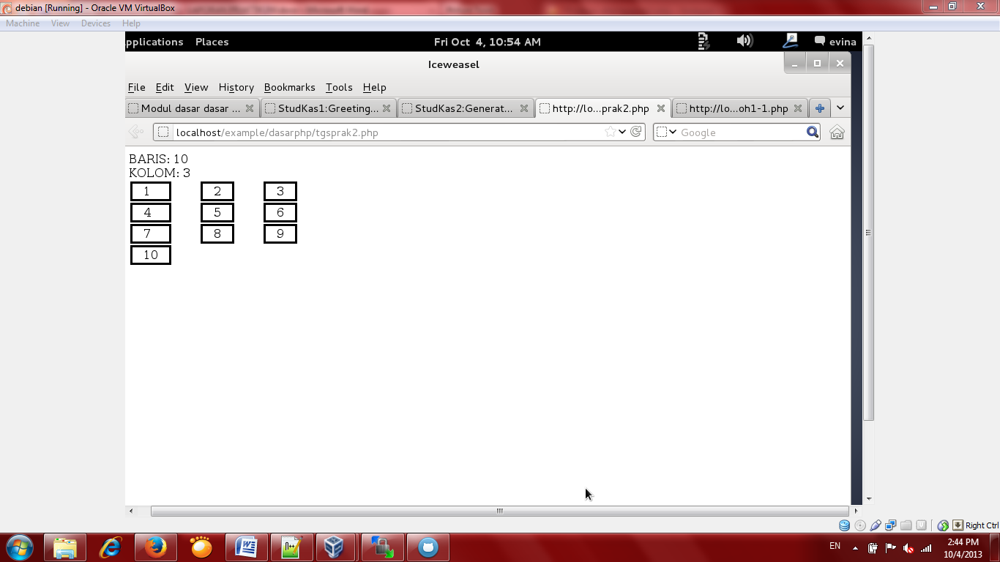 debian [Running] - Oracle VM VirtualBox
Machine View Devices Help
pplications Places Fri Oct 4, 10:54 AM evina
Iceweasel
File Edit View History Bookmarks Tools Help
Modul dasar dasar ... StudKas1:Greeting... StudKas2:Generat... http://lo...prak2.php http://lo...oh1-1.php
localhost/example/dasarphp/tgsprak2.php Google
BARIS: 10
KOLOM: 3
1 2 3
4 5 6
7 8 9
10
Right Ctrl
EN 2:44 PM
10/4/2013